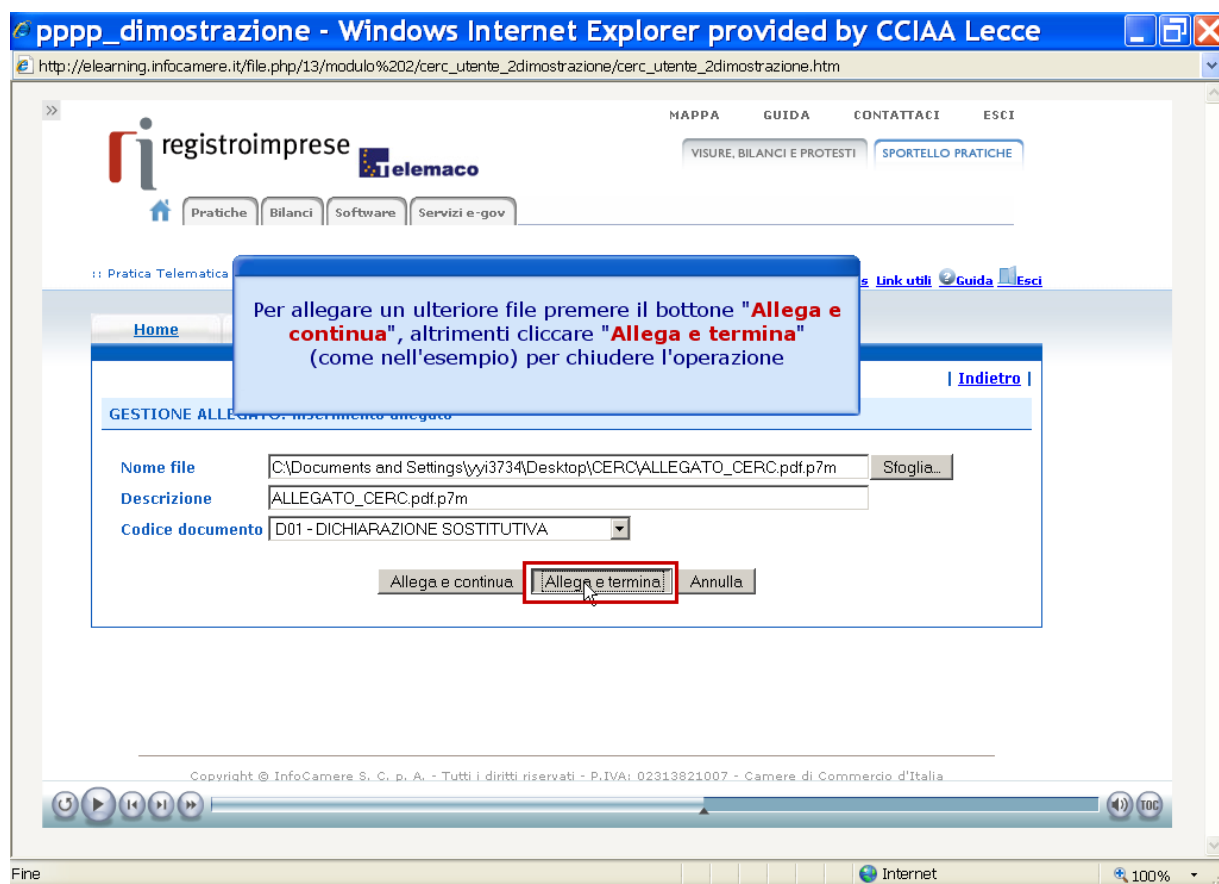 pppp_dimostrazione - Windows Internet Explorer provided by CCIAA Lecce
http://elearning.infocamere.it/file.php/13/modulo%202/cerc_utente_2dimostrazione/cerc_utente_2dimostrazione.htm
MAPPA GUIDA CONTATTACI ESCI
registroimprese
Telemaco
VISURE, BILANCI E PROTESTI SPORTELLO PRATICHE
Pratiche Bilanci Software Servizi e-gov
:: Pratica Telematica
s Link utili Guida Esci
Per allegare un ulteriore file premere il bottone "Allega e
continua", altrimenti cliccare "Allega e termina"
(come nell'esempio) per chiudere l'operazione
Home
| Indietro |
GESTIONE ALLEGATO: Inserimento allegato
Nome file C:\Documents and Settings\yyi3734\Desktop\CERC\ALLEGATO_CERC.pdf.p7m Sfoglia...
Descrizione ALLEGATO_CERC.pdf.p7m
Codice documento D01 - DICHIARAZIONE SOSTITUTIVA
Allega e continua Allega e termina Annulla
Copyright © InfoCamere S. C. p. A. - Tutti i diritti riservati - P.IVA: 02313821007 - Camere di Commercio d'Italia
TOC
Fine Internet 100%